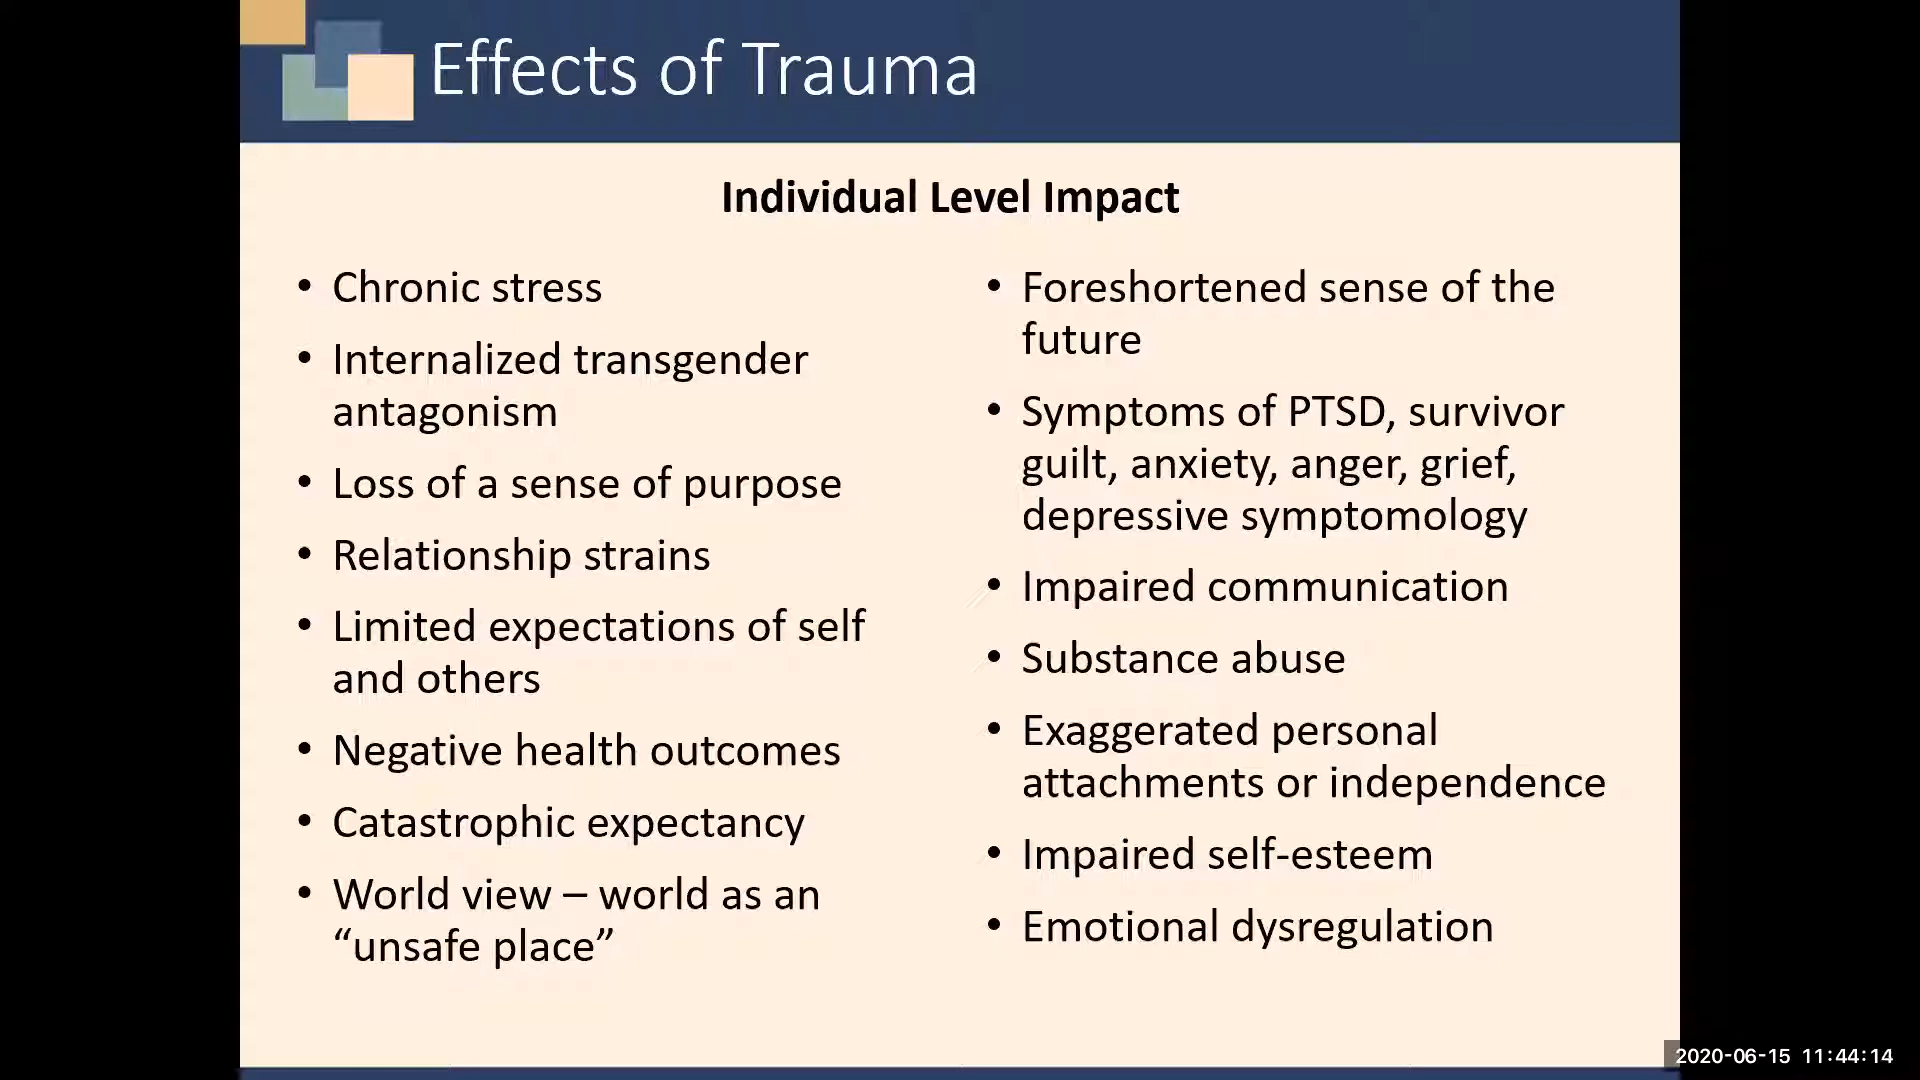 Effects of Trauma
Individual Level Impact
• Chronic stress
• Internalized transgender
antagonism
• Loss of a sense of purpose
• Relationship strains
• Limited expectations of self
and others
• Negative health outcomes
• Catastrophic expectancy
• World view – world as an
“unsafe place”
• Foreshortened sense of the
future
• Symptoms of PTSD, survivor
guilt, anxiety, anger, grief,
depressive symptomology
• Impaired communication
• Substance abuse
• Exaggerated personal
attachments or independence
• Impaired self-esteem
• Emotional dysregulation
2020-06-15 11:44:14